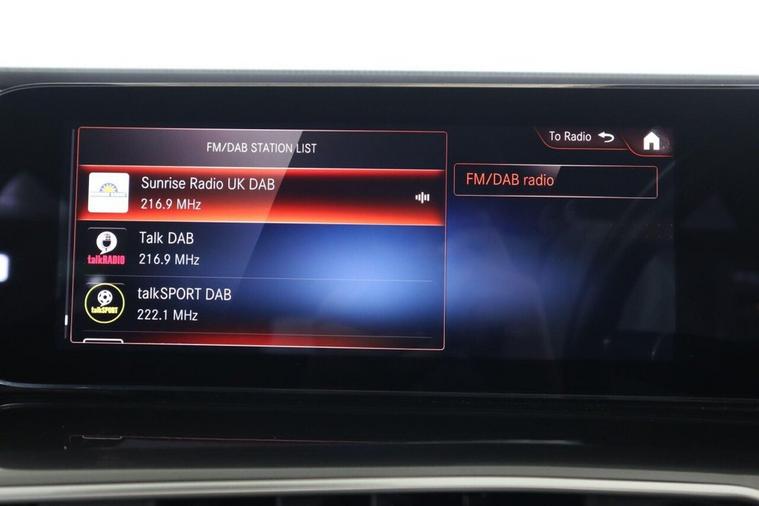 To Radio
FM/DAB STATION LIST
FM/DAB radio
Sunrise Radio UK DAB
216.9 MHz
Talk DAB
talkRADIO
216.9 MHz
talkSPORT DAB
talkSPORT
222.1 MHz